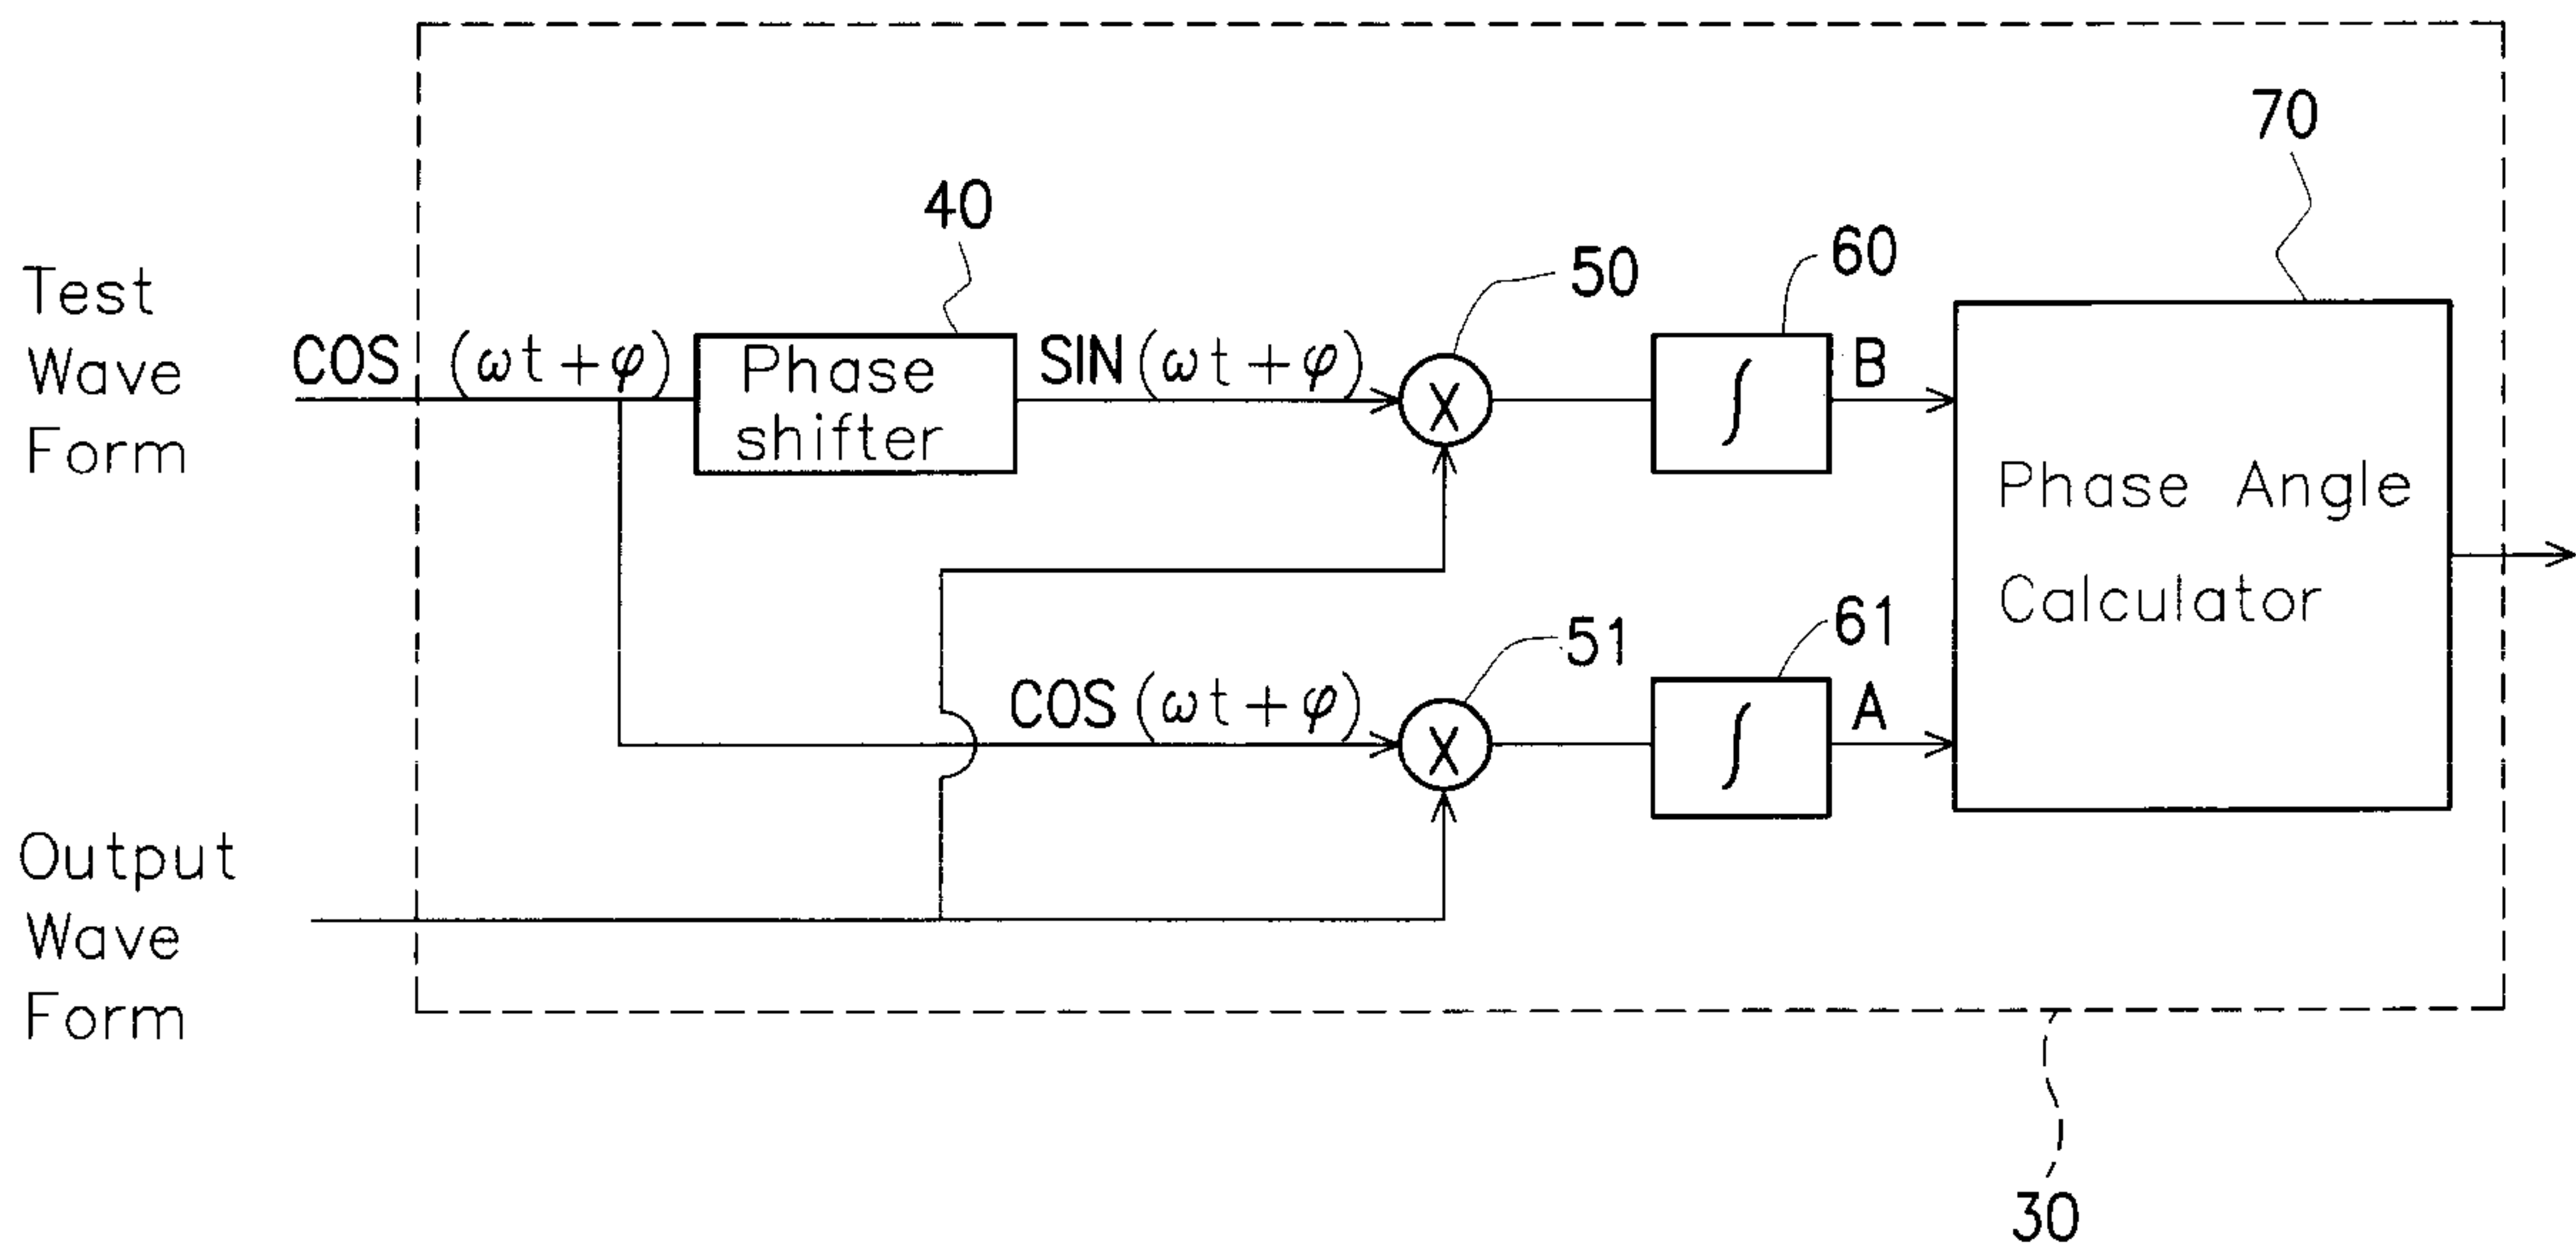 70
40
50
60
Test
Wave
Form
COS (ωt+φ)
Phase
shifter
SIN(ωt+φ)
X
∫
B
Phase Angle
Calculator
51
61
COS(ωt+φ)
X
∫
A
Output
Wave
Form
30